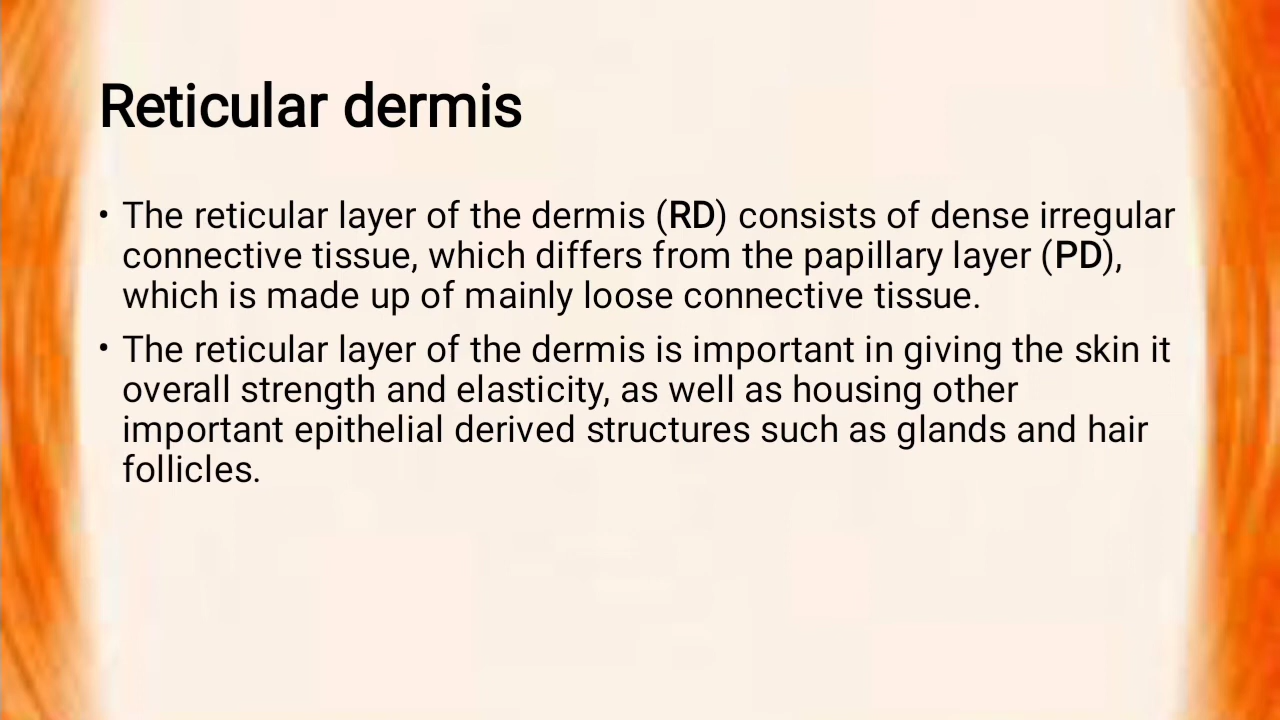 Reticular dermis
• The reticular layer of the dermis (RD) consists of dense irregular
connective tissue, which differs from the papillary layer (PD),
which is made up of mainly loose connective tissue.
• The reticular layer of the dermis is important in giving the skin it
overall strength and elasticity, as well as housing other
important epithelial derived structures such as glands and hair
follicles.